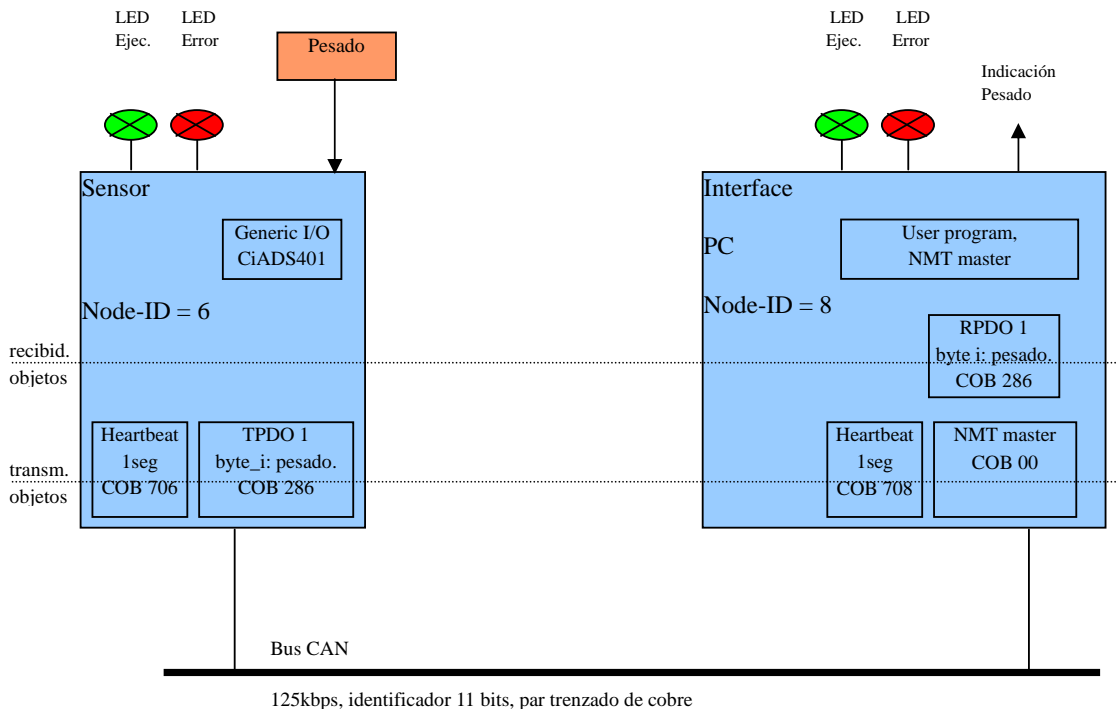 LED
Ejec.
LED
Error
Pesado
LED
Ejec.
LED
Error
Indicación
Pesado
Sensor
Generic I/O
CiADS401
Node-ID = 6
Interface
PC
User program,
NMT master
Node-ID = 8
RPDO 1
byte i: pesado.
COB 286
recibid.
objetos
Heartbeat
1seg
COB 706
TPDO 1
byte_i: pesado.
COB 286
Heartbeat
1seg
COB 708
NMT master
COB 00
transm.
objetos
Bus CAN
125kbps, identificador 11 bits, par trenzado de cobre